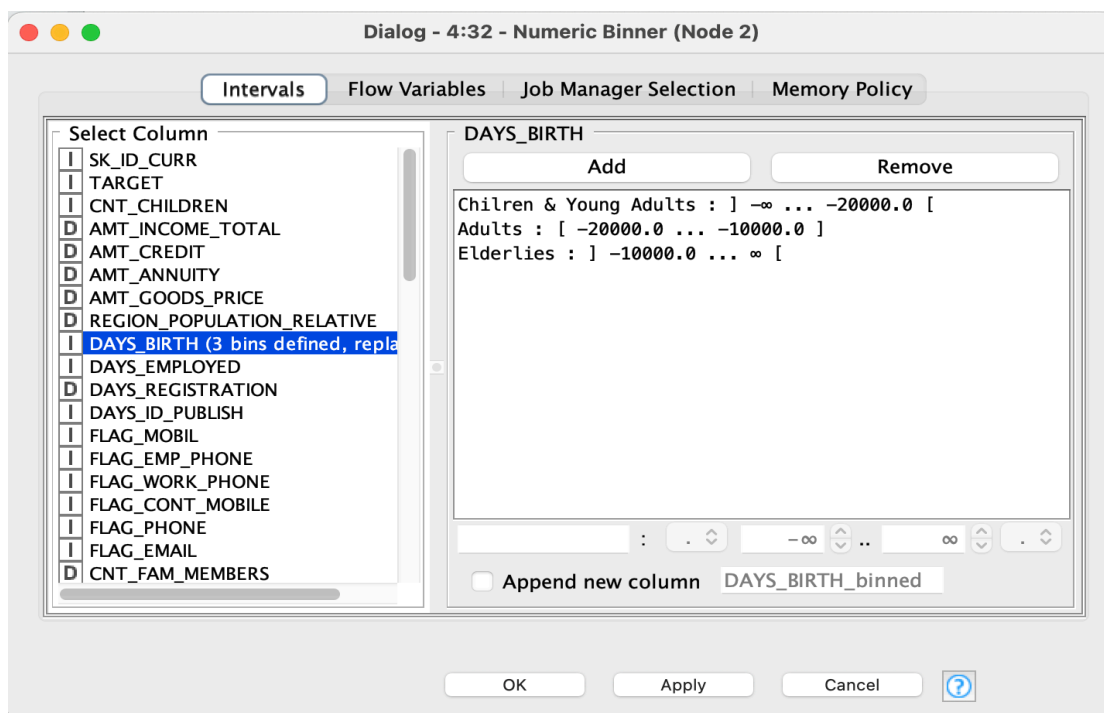 Dialog - 4:32 - Numeric Binner (Node 2)
Intervals Flow Variables Job Manager Selection Memory Policy
Select Column
I SK_ID_CURR
I TARGET
I CNT_CHILDREN
D AMT_INCOME_TOTAL
D AMT_CREDIT
D AMT_ANNUITY
D AMT_GOODS_PRICE
D REGION_POPULATION_RELATIVE
I DAYS_BIRTH (3 bins defined, repla
I DAYS_EMPLOYED
D DAYS_REGISTRATION
I DAYS_ID_PUBLISH
I FLAG_MOBIL
I FLAG_EMP_PHONE
I FLAG_WORK_PHONE
I FLAG_CONT_MOBILE
I FLAG_PHONE
I FLAG_EMAIL
D CNT_FAM_MEMBERS
DAYS_BIRTH
Add Remove
Chilren & Young Adults : ] −∞ ... −20000.0 [
Adults : [ −20000.0 ... −10000.0 ]
Elderlies : ] −10000.0 ... ∞ [
: . −∞ .. ∞ .
Append new column DAYS_BIRTH_binned
OK Apply Cancel ?